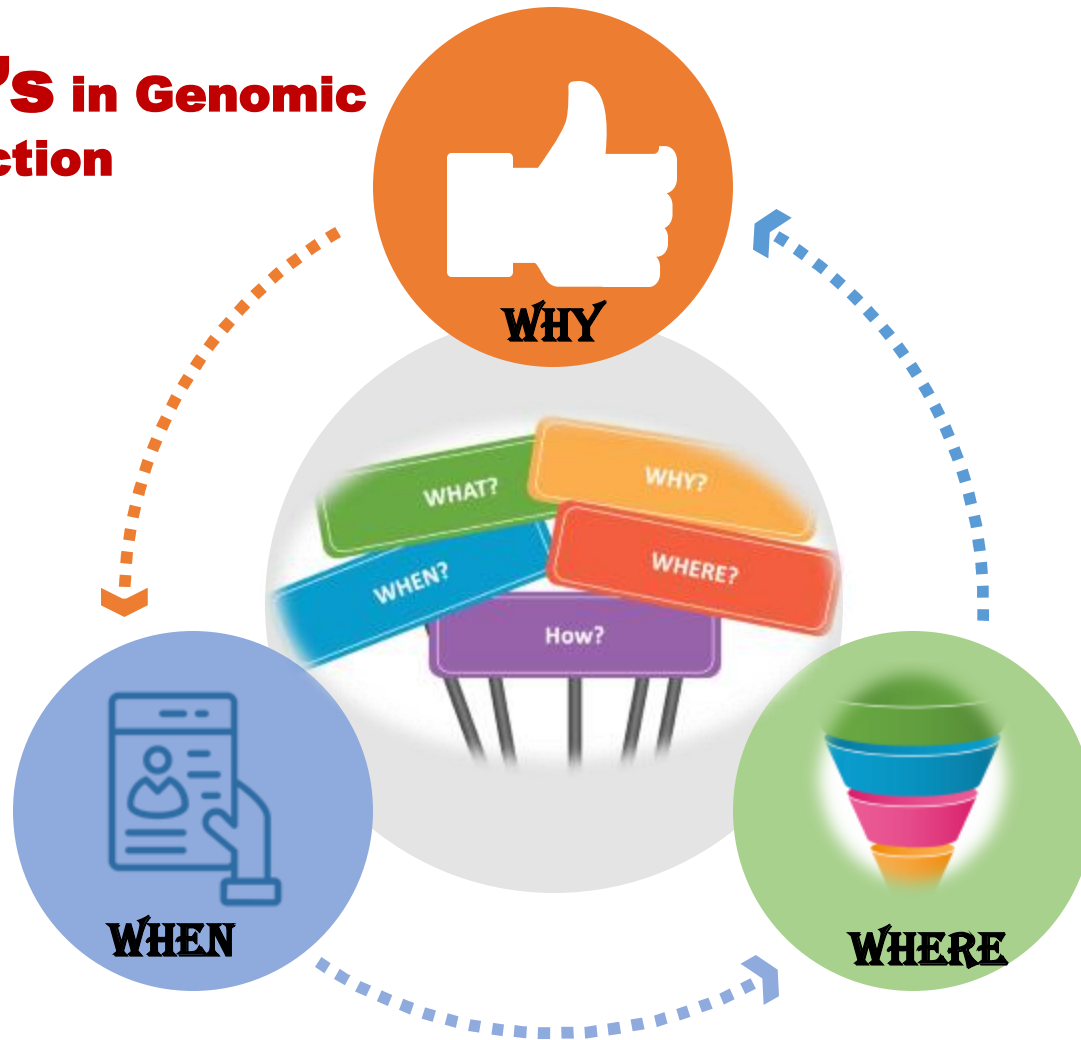 's in Genomic
ction
WHY
WHAT?
WHY?
WHEN?
WHERE?
How?
WHEN
WHERE